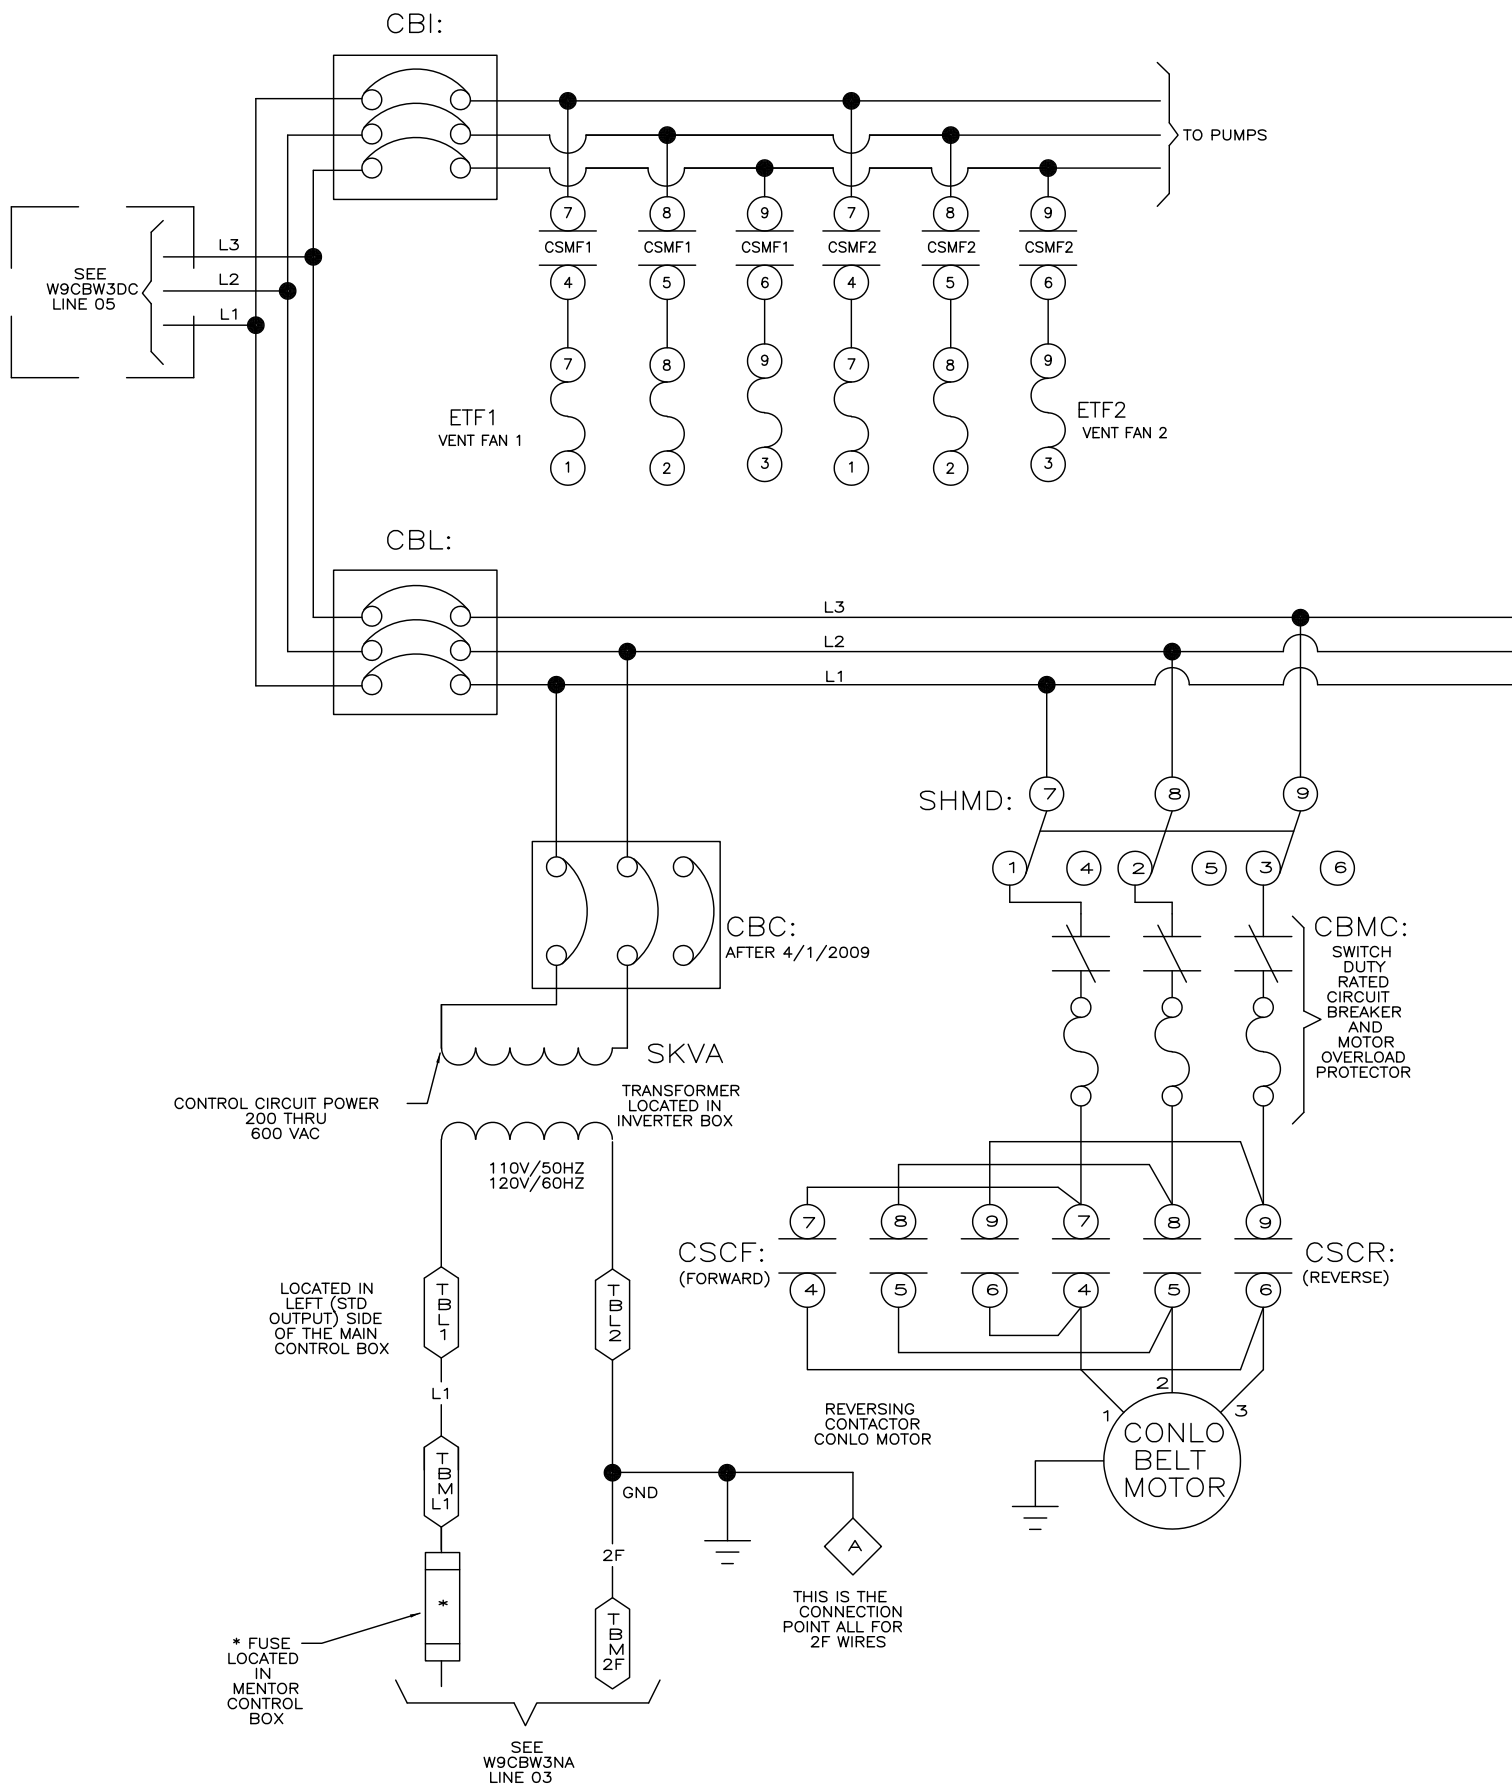 CBI:
TO PUMPS
7 8 9 7 8 9
CSMF1 CSMF1 CSMF1 CSMF2 CSMF2 CSMF2
4 5 6 4 5 6
L3
L2
L1
SEE
W9CBW3DC
LINE 05
7 8 9 7 8 9
ETF1
VENT FAN 1
ETF2
VENT FAN 2
1 2 3 1 2 3
CBL:
L3
L2
L1
SHMD:
7 8 9
1 4 2 5 3 6
CBC:
AFTER 4/1/2009
CBMC:
SWITCH
DUTY
RATED
CIRCUIT
BREAKER
AND
MOTOR
OVERLOAD
PROTECTOR
SKVA
TRANSFORMER
LOCATED IN
INVERTER BOX
CONTROL CIRCUIT POWER
200 THRU
600 VAC
110V/50HZ
120V/60HZ
7 8 9 7 8 9
CSCF:
(FORWARD)
CSCR:
(REVERSE)
4 5 6 4 5 6
LOCATED IN
LEFT (STD
OUTPUT) SIDE
OF THE MAIN
CONTROL BOX
TBL1
TBL2
L1
TBM
L1
REVERSING
CONTACTOR
CONLO MOTOR
1 2 3
CONLO
BELT
MOTOR
GND
2F
A
THIS IS THE
CONNECTION
POINT ALL FOR
2F WIRES
*
TBM
2F
* FUSE
LOCATED
IN
MENTOR
CONTROL
BOX
SEE
W9CBW3NA
LINE 03